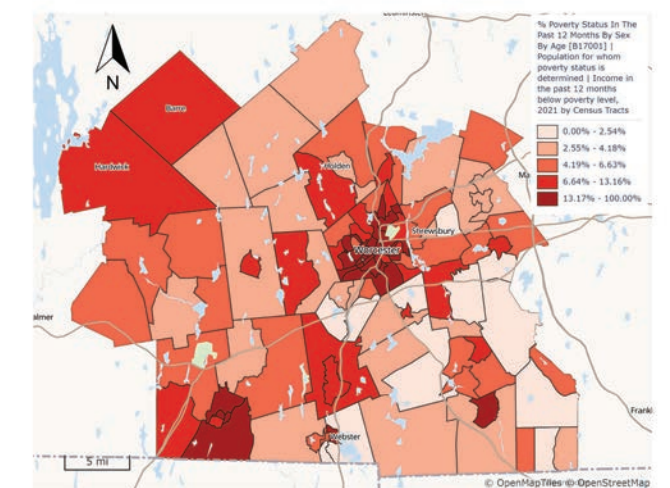 % Poverty Status In The
Past 12 Months By Sex
By Age [B17001] |
Population for whom
poverty status is
determined | Income in
the past 12 months
below poverty level,
2021 by Census Tracts
0.00% - 2.54%
2.55% - 4.18%
4.19% - 6.63%
6.64% - 13.16%
13.17% - 100.00%
N
Barre
Hardwick
Holden
Ma
Shrewsbury
Worcester
almer
Webster
Frankl
5 mi
© OpenMapTiles © OpenStreetMap